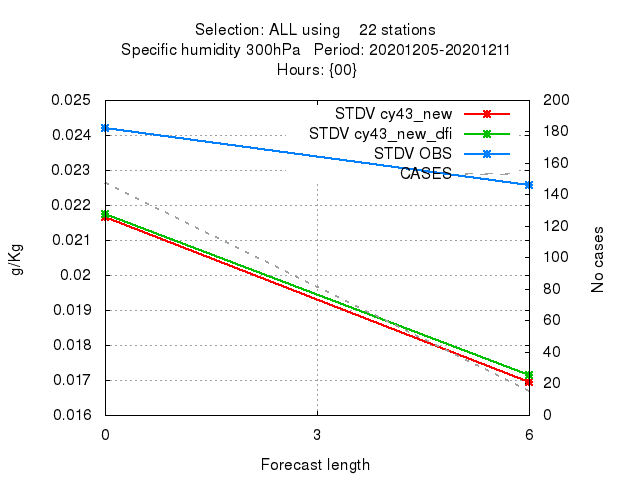 Selection: ALL using    22 stations
Specific humidity 300hPa   Period: 20201205-20201211
Hours: {00}
0.025
0.024
0.023
0.022
0.021
0.02
0.019
0.018
0.017
0.016
g/Kg
STDV cy43_new
STDV cy43_new_dfi
STDV OBS
CASES
200
180
160
140
120
100
80
60
40
20
0
No cases
0
3
6
Forecast length